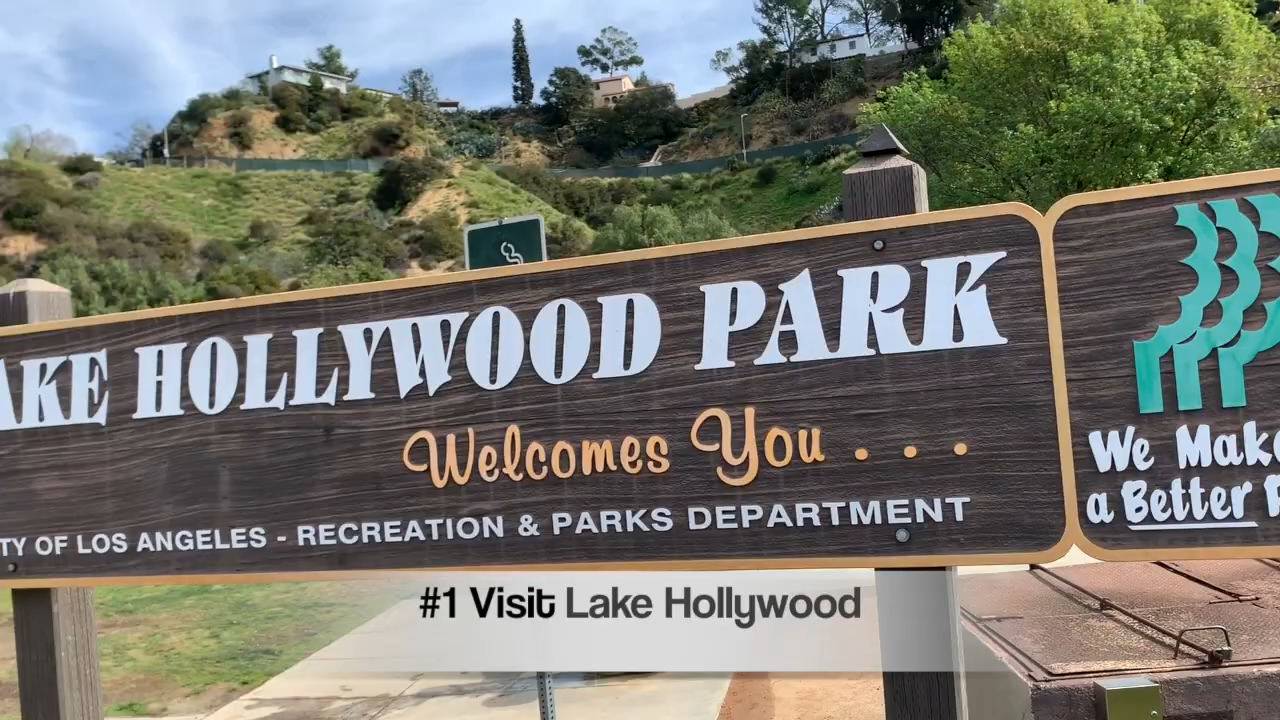 AKE HOLLYWOOD PARK
Welcomes You . . .
TY OF LOS ANGELES - RECREATION & PARKS DEPARTMENT
We Make
a Better
#1 Visit Lake Hollywood